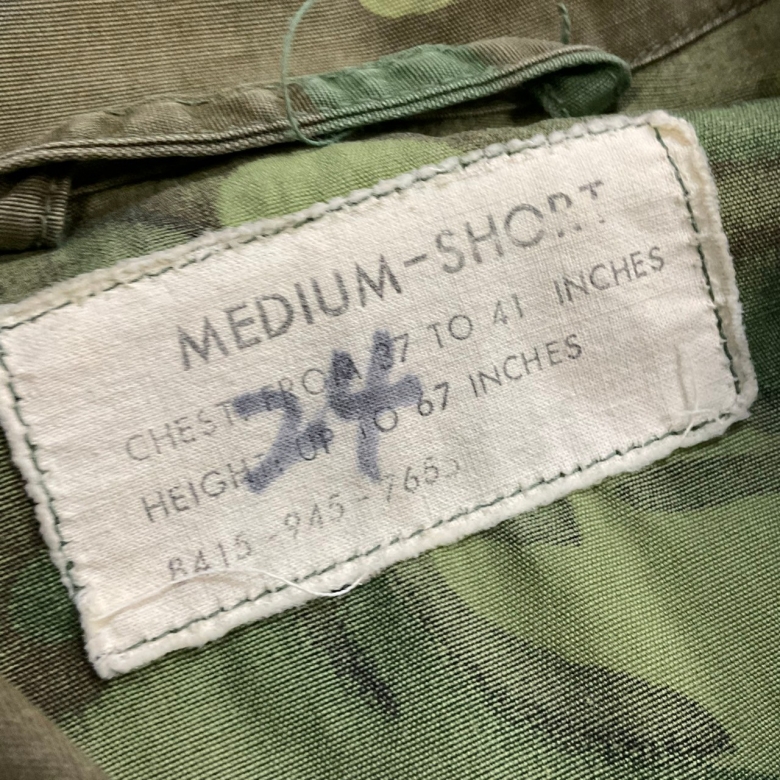 MEDIUM-SHORT
CHEST: FROM 37 TO 41 INCHES
HEIGHT: UP TO 67 INCHES
24
8415-945-7655